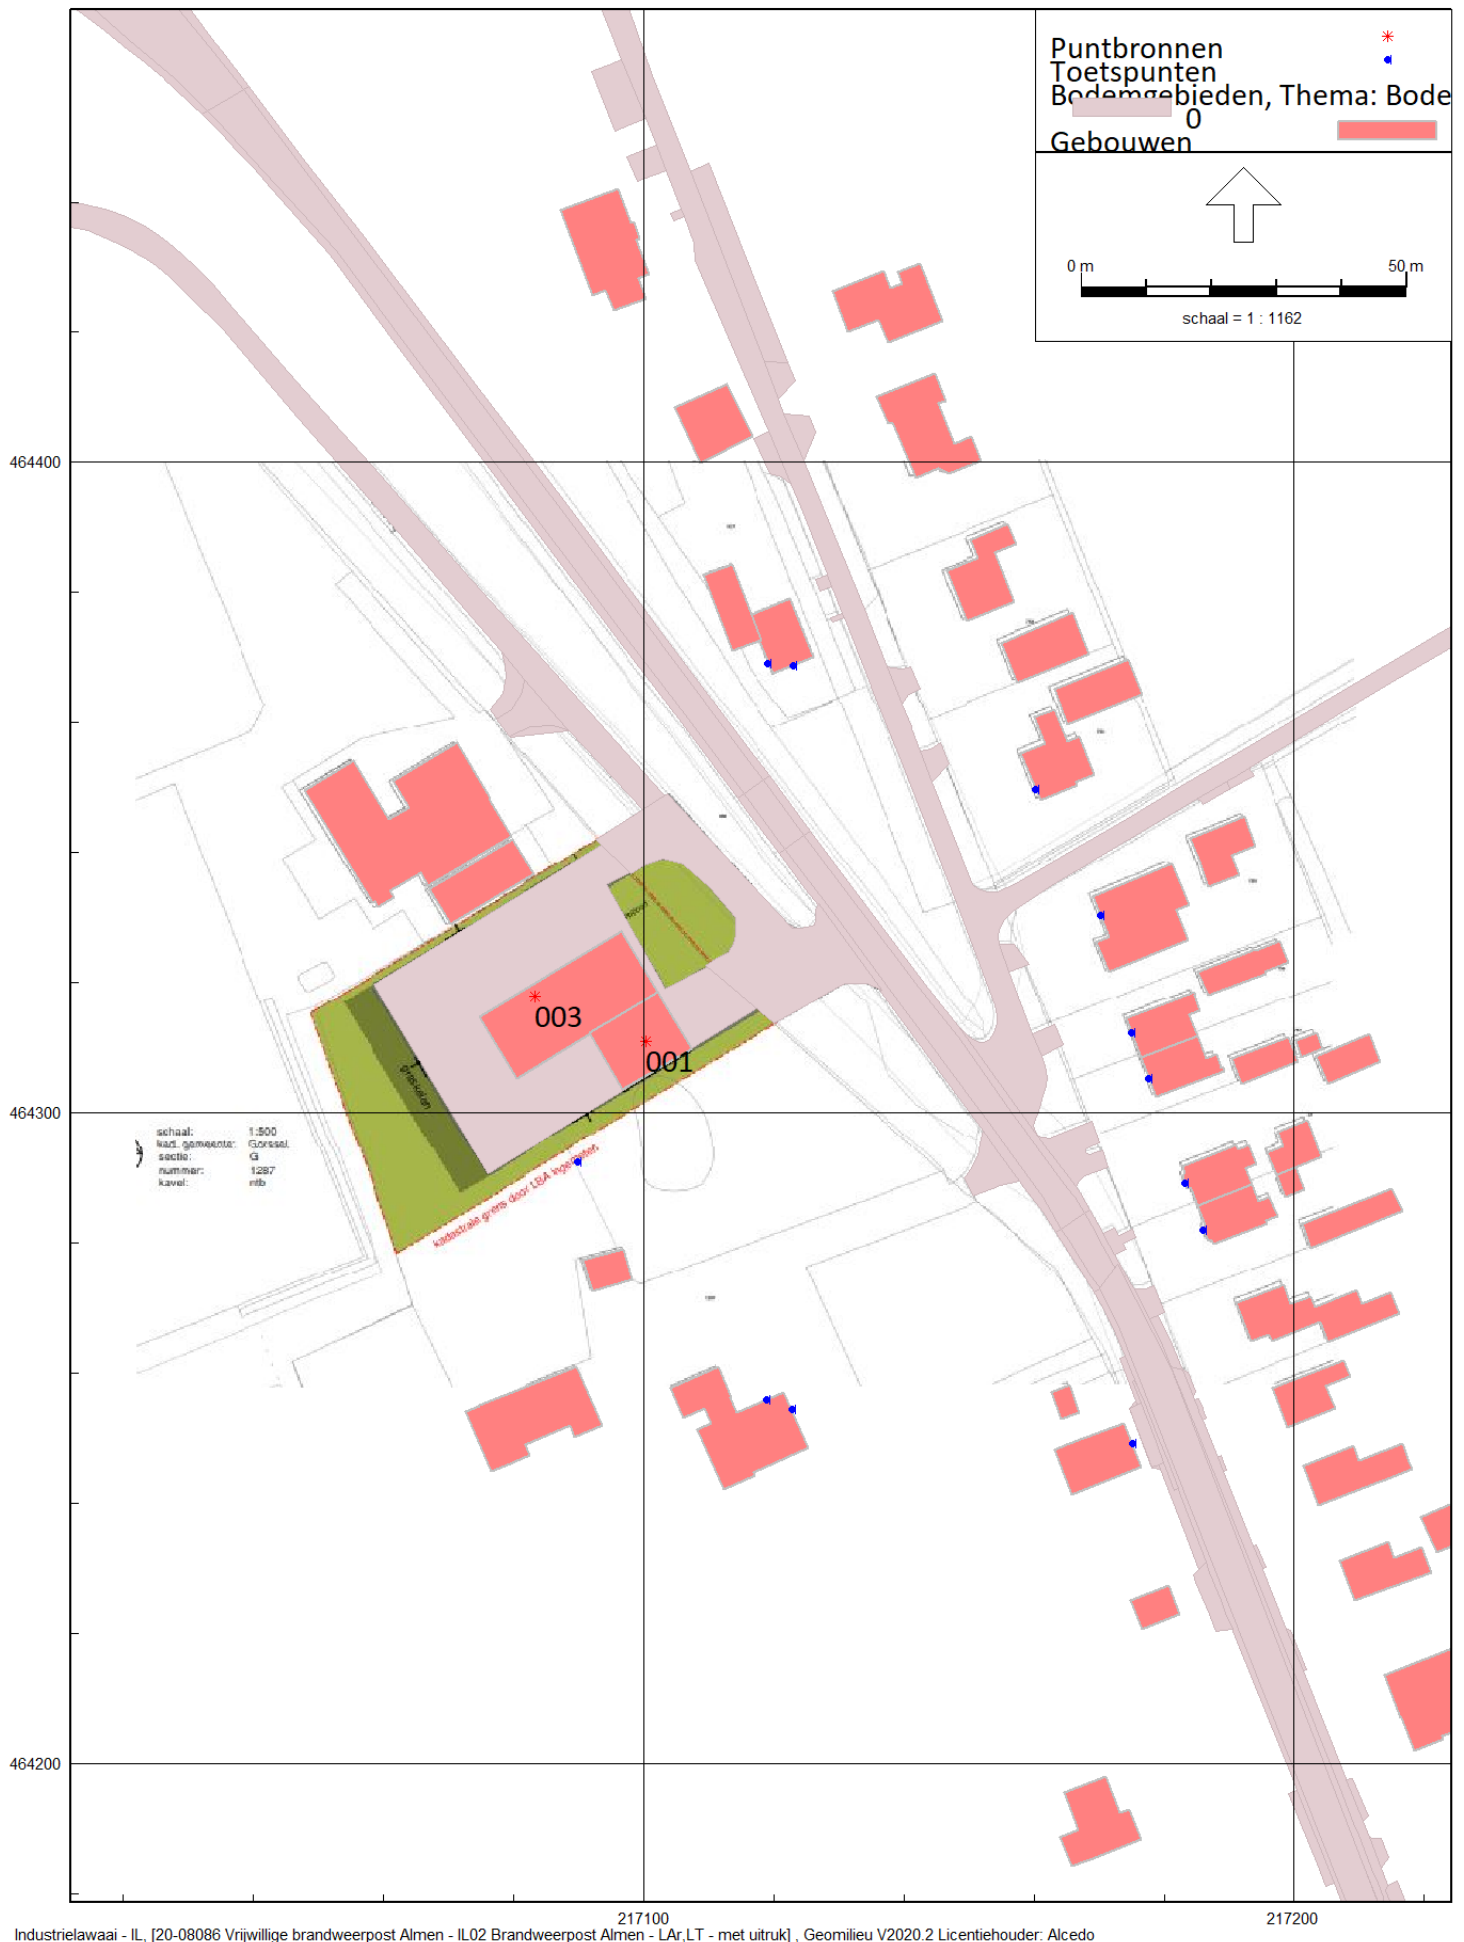 Puntbronnen
Toetspunten
Bodemgebieden, Thema: Bode
0
Gebouwen
0 m 50 m
schaal = 1 : 1162
464400
003
001
464300
graskeien
schaal: 1:500
kad. gemeente: Gorssel
sectie: G
nummer: 1287
kavel: ntb
kadastrale grens door LBA ingemeten
464200
217100 217200
Industrielawaai - IL, [20-08086 Vrijwillige brandweerpost Almen - IL02 Brandweerpost Almen - LAr,LT - met uitruk] , Geomilieu V2020.2 Licentiehouder: Alcedo